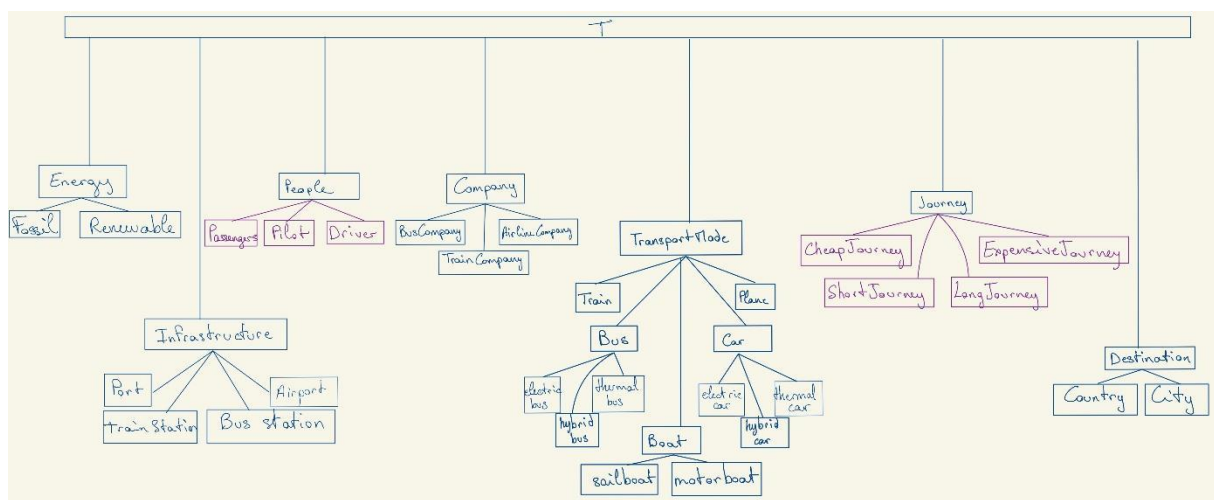 T
Energy
Fossil
Renewable
People
Passengers
Pilot
Driver
Company
BusCompany
AirlineCompany
TrainCompany
TransportMode
Train
Plane
Bus
Car
electric
bus
thermal
bus
hybrid
bus
electric
car
thermal
car
hybrid
car
Boat
sailboat
motorboat
Journey
CheapJourney
ExpensiveJourney
ShortJourney
LongJourney
Infrastructure
Port
Airport
TrainStation
Bus station
Destination
Country
City